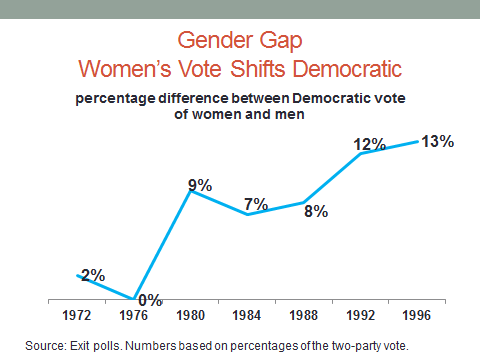 Gender Gap
Women's Vote Shifts Democratic
percentage difference between Democratic vote
of women and men
2%
0%
9%
7%
8%
12%
13%
1972 1976 1980 1984 1988 1992 1996
Source: Exit polls. Numbers based on percentages of the two-party vote.